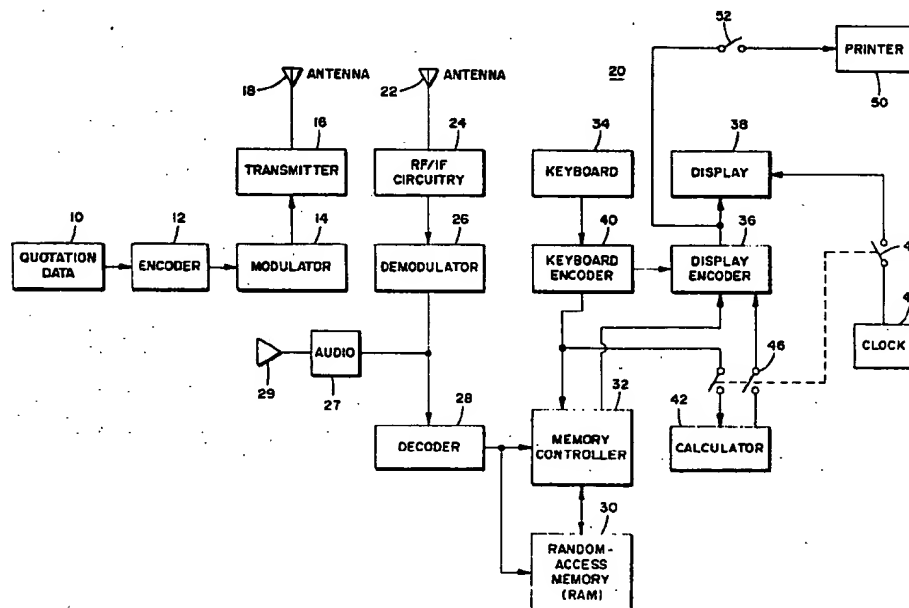 52
PRINTER
50
20
ANTENNA
18
ANTENNA
22
16
TRANSMITTER
24
RF/IF
CIRCUITRY
34
KEYBOARD
38
DISPLAY
10
QUOTATION
DATA
12
ENCODER
14
MODULATOR
26
DEMODULATOR
40
KEYBOARD
ENCODER
36
DISPLAY
ENCODER
4
4
CLOCK
29
AUDIO
27
28
DECODER
32
MEMORY
CONTROLLER
46
42
CALCULATOR
30
RANDOM-
ACCESS
MEMORY
(RAM)